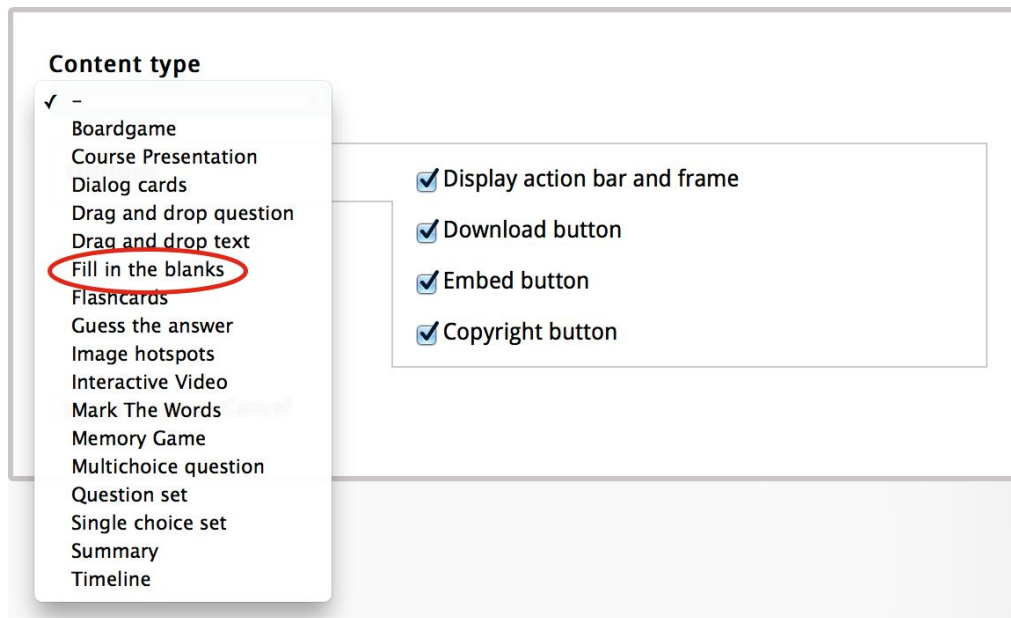 Content type
✓ –
Boardgame
Course Presentation
Dialog cards
Drag and drop question
Drag and drop text
Fill in the blanks
Flashcards
Guess the answer
Image hotspots
Interactive Video
Mark The Words
Memory Game
Multichoice question
Question set
Single choice set
Summary
Timeline
Display action bar and frame
Download button
Embed button
Copyright button
Cancel